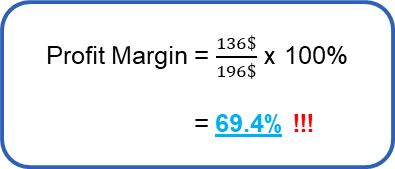 Profit Margin = 136$/196$ x 100%
= 69.4% !!!